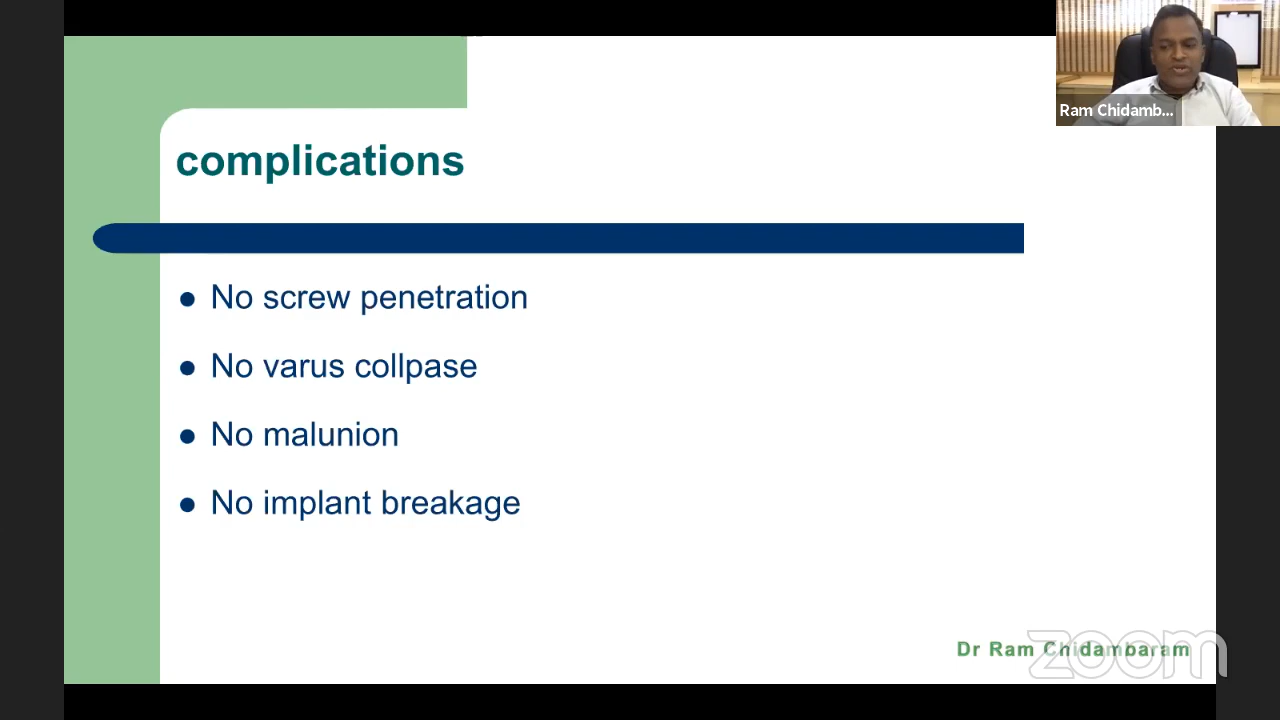 Ram Chidamb...
complications
No screw penetration
No varus collpase
No malunion
No implant breakage
Dr Ram Chidambaram
zoom